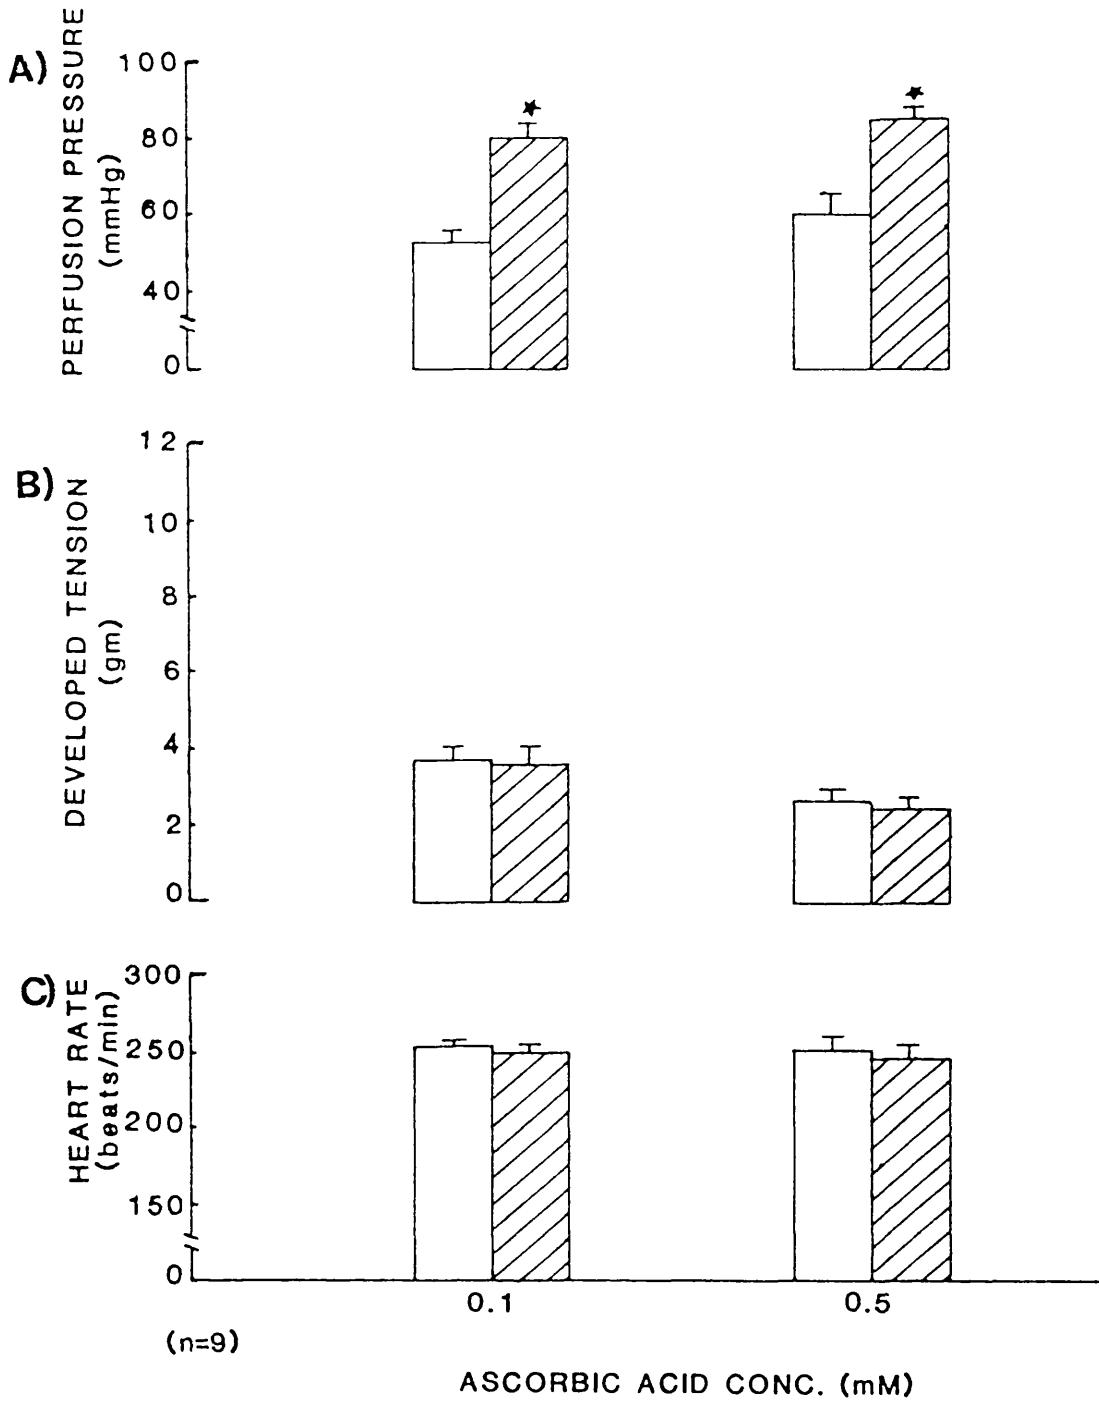 A)
PERFUSION PRESSURE
(mmHg)
100
80
60
40
0
B)
DEVELOPED TENSION
(gm)
12
10
8
6
4
2
0
C)
HEART RATE
(beats/min)
300
250
200
150
0
0.1
0.5
(n=9)
ASCORBIC ACID CONC. (mM)